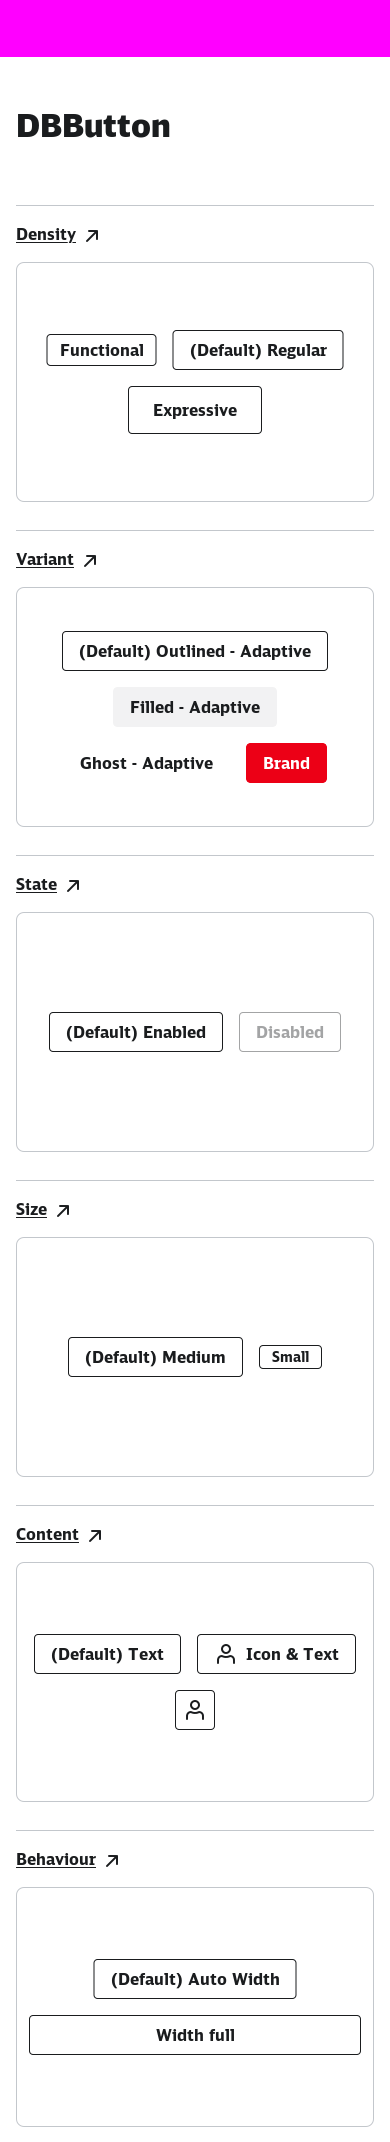 DBButton
Density
Functional
(Default) Regular
Expressive
Variant
(Default) Outlined - Adaptive
Filled - Adaptive
Ghost - Adaptive
Brand
State
(Default) Enabled
Disabled
Size
(Default) Medium
Small
Content
(Default) Text
Icon & Text
Behaviour
(Default) Auto Width
Width full